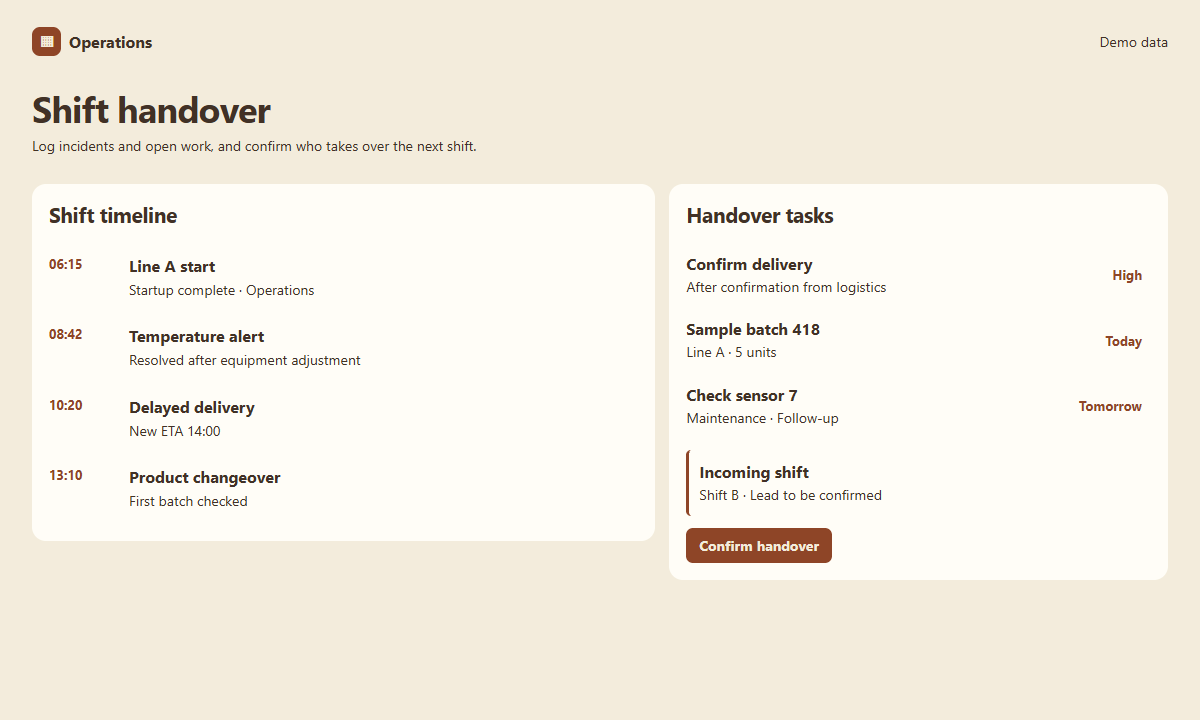 Operations
Demo data
Shift handover
Log incidents and open work, and confirm who takes over the next shift.
Shift timeline
06:15
Line A start
Startup complete · Operations
08:42
Temperature alert
Resolved after equipment adjustment
10:20
Delayed delivery
New ETA 14:00
13:10
Product changeover
First batch checked
Handover tasks
Confirm delivery
After confirmation from logistics
High
Sample batch 418
Line A · 5 units
Today
Check sensor 7
Maintenance · Follow-up
Tomorrow
Incoming shift
Shift B · Lead to be confirmed
Confirm handover